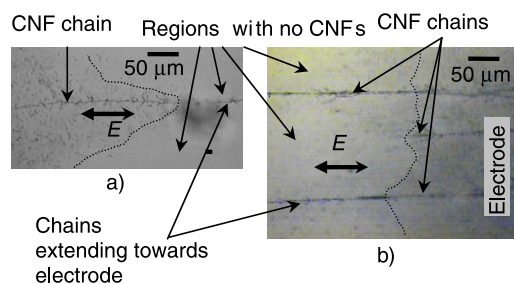 CNF chain
Regions with no CNFs
CNF chains
50 µm
50 µm
E
E
Electrode
a)
Chains
extending towards
electrode
b)